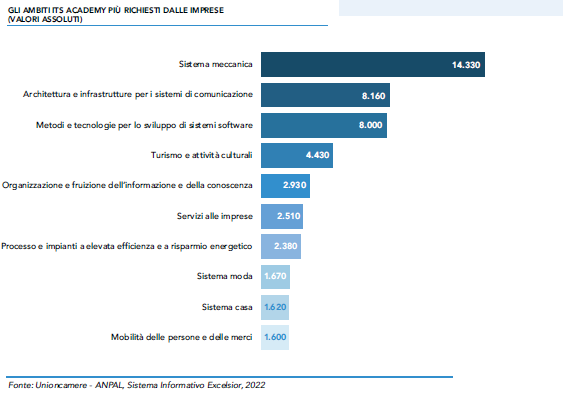 GLI AMBITI ITS ACADEMY PIÙ RICHIESTI DALLE IMPRESE
(VALORI ASSOLUTI)
Sistema meccanica 14.330
Architettura e infrastrutture per i sistemi di comunicazione 8.160
Metodi e tecnologie per lo sviluppo di sistemi software 8.000
Turismo e attività culturali 4.430
Organizzazione e fruizione dell'informazione e della conoscenza 2.930
Servizi alle imprese 2.510
Processo e impianti a elevata efficienza e a risparmio energetico 2.380
Sistema moda 1.670
Sistema casa 1.620
Mobilità delle persone e delle merci 1.600
Fonte: Unioncamere - ANPAL, Sistema Informativo Excelsior, 2022